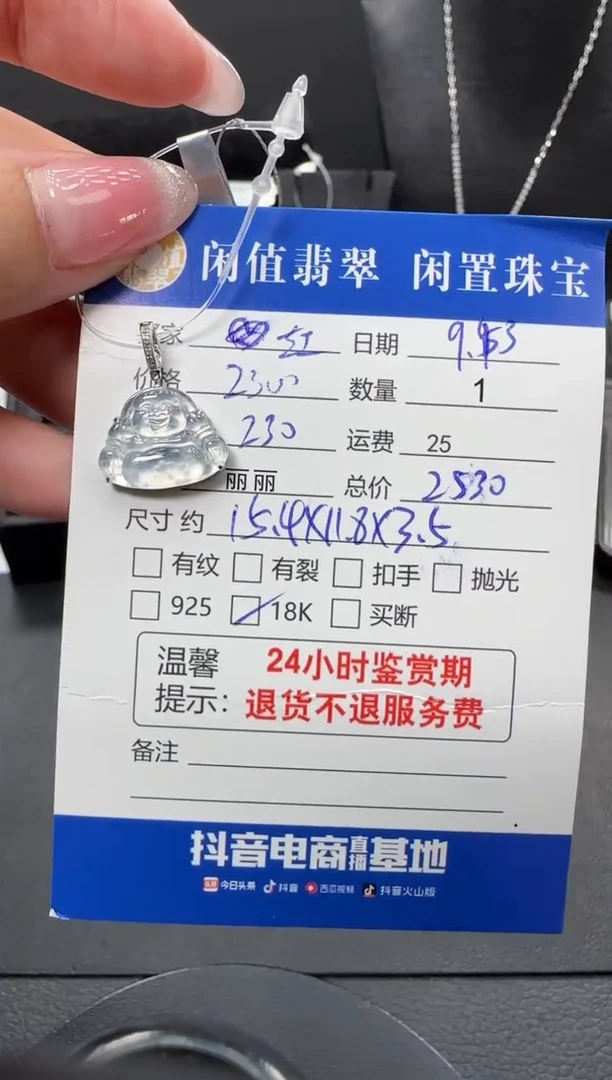 闲值翡翠 闲置珠宝
家 红 日期 9.
价格 2300 数量 1
230 运费 25
丽丽 总价 2530
尺寸约 15.4X11.8X3.5
有纹 有裂 扣手 抛光
925 18K 买断
温馨 24小时鉴赏期
提示: 退货不退服务费
备注
抖音电商直播基地
头条 今日头条 抖音 西瓜视频 抖音火山版